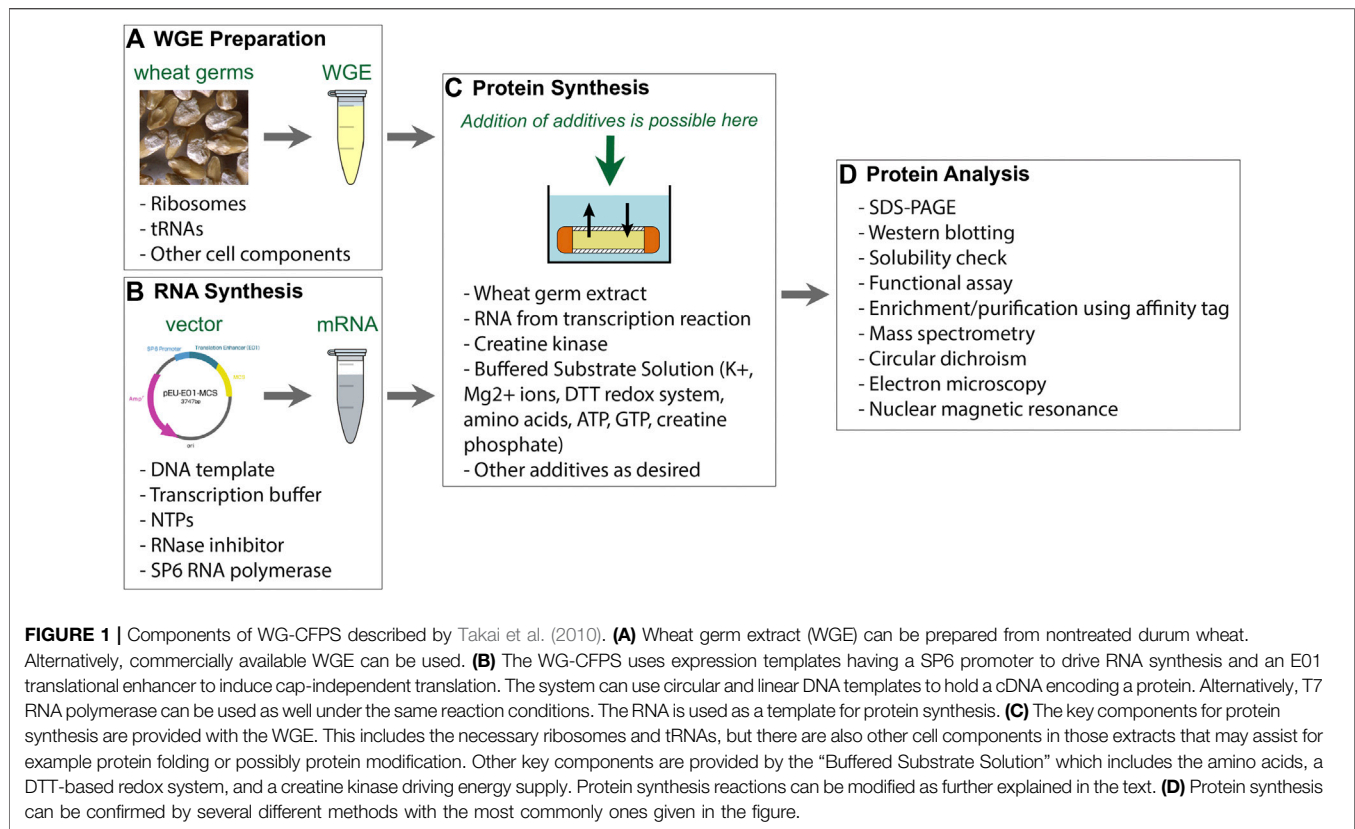 A WGE Preparation
wheat germs
WGE
- Ribosomes
- tRNAs
- Other cell components
B RNA Synthesis
vector
mRNA
SP6 Promoter
Translation Enhancer (E01)
MCS
pEU-E01-MCS
3747bp
Ampr
ori
- DNA template
- Transcription buffer
- NTPs
- RNase inhibitor
- SP6 RNA polymerase
C Protein Synthesis
Addition of additives is possible here
- Wheat germ extract
- RNA from transcription reaction
- Creatine kinase
- Buffered Substrate Solution (K+,
Mg2+ ions, DTT redox system,
amino acids, ATP, GTP, creatine
phosphate)
- Other additives as desired
D Protein Analysis
- SDS-PAGE
- Western blotting
- Solubility check
- Functional assay
- Enrichment/purification using affinity tag
- Mass spectrometry
- Circular dichroism
- Electron microscopy
- Nuclear magnetic resonance
FIGURE 1 | Components of WG-CFPS described by Takai et al. (2010). (A) Wheat germ extract (WGE) can be prepared from nontreated durum wheat.
Alternatively, commercially available WGE can be used. (B) The WG-CFPS uses expression templates having a SP6 promoter to drive RNA synthesis and an E01
translational enhancer to induce cap-independent translation. The system can use circular and linear DNA templates to hold a cDNA encoding a protein. Alternatively, T7
RNA polymerase can be used as well under the same reaction conditions. The RNA is used as a template for protein synthesis. (C) The key components for protein
synthesis are provided with the WGE. This includes the necessary ribosomes and tRNAs, but there are also other cell components in those extracts that may assist for
example protein folding or possibly protein modification. Other key components are provided by the “Buffered Substrate Solution” which includes the amino acids, a
DTT-based redox system, and a creatine kinase driving energy supply. Protein synthesis reactions can be modified as further explained in the text. (D) Protein synthesis
can be confirmed by several different methods with the most commonly ones given in the figure.